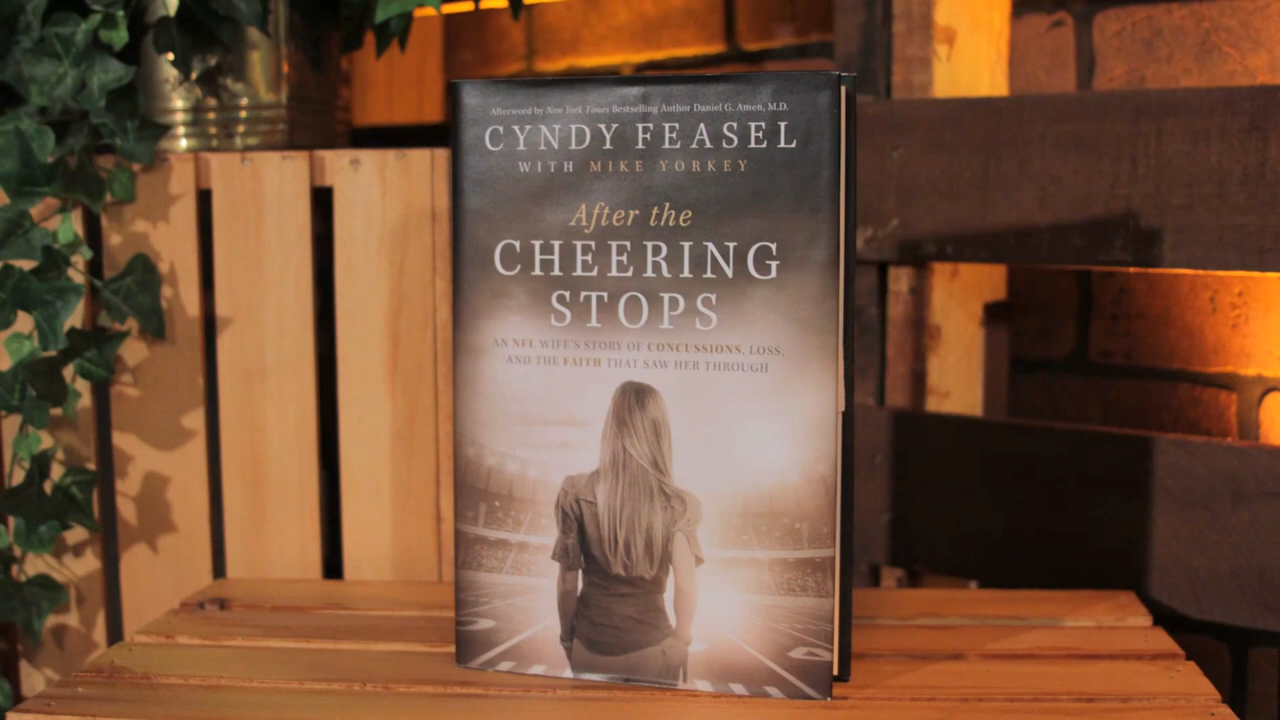 Afterword by New York Times Bestselling Author Daniel G. Amen, M.D.
CYNDY FEASEL
WITH MIKE YORKEY
After the
CHEERING
STOPS
AN NFL WIFE'S STORY OF CONCUSSIONS, LOSS,
AND THE FAITH THAT SAW HER THROUGH